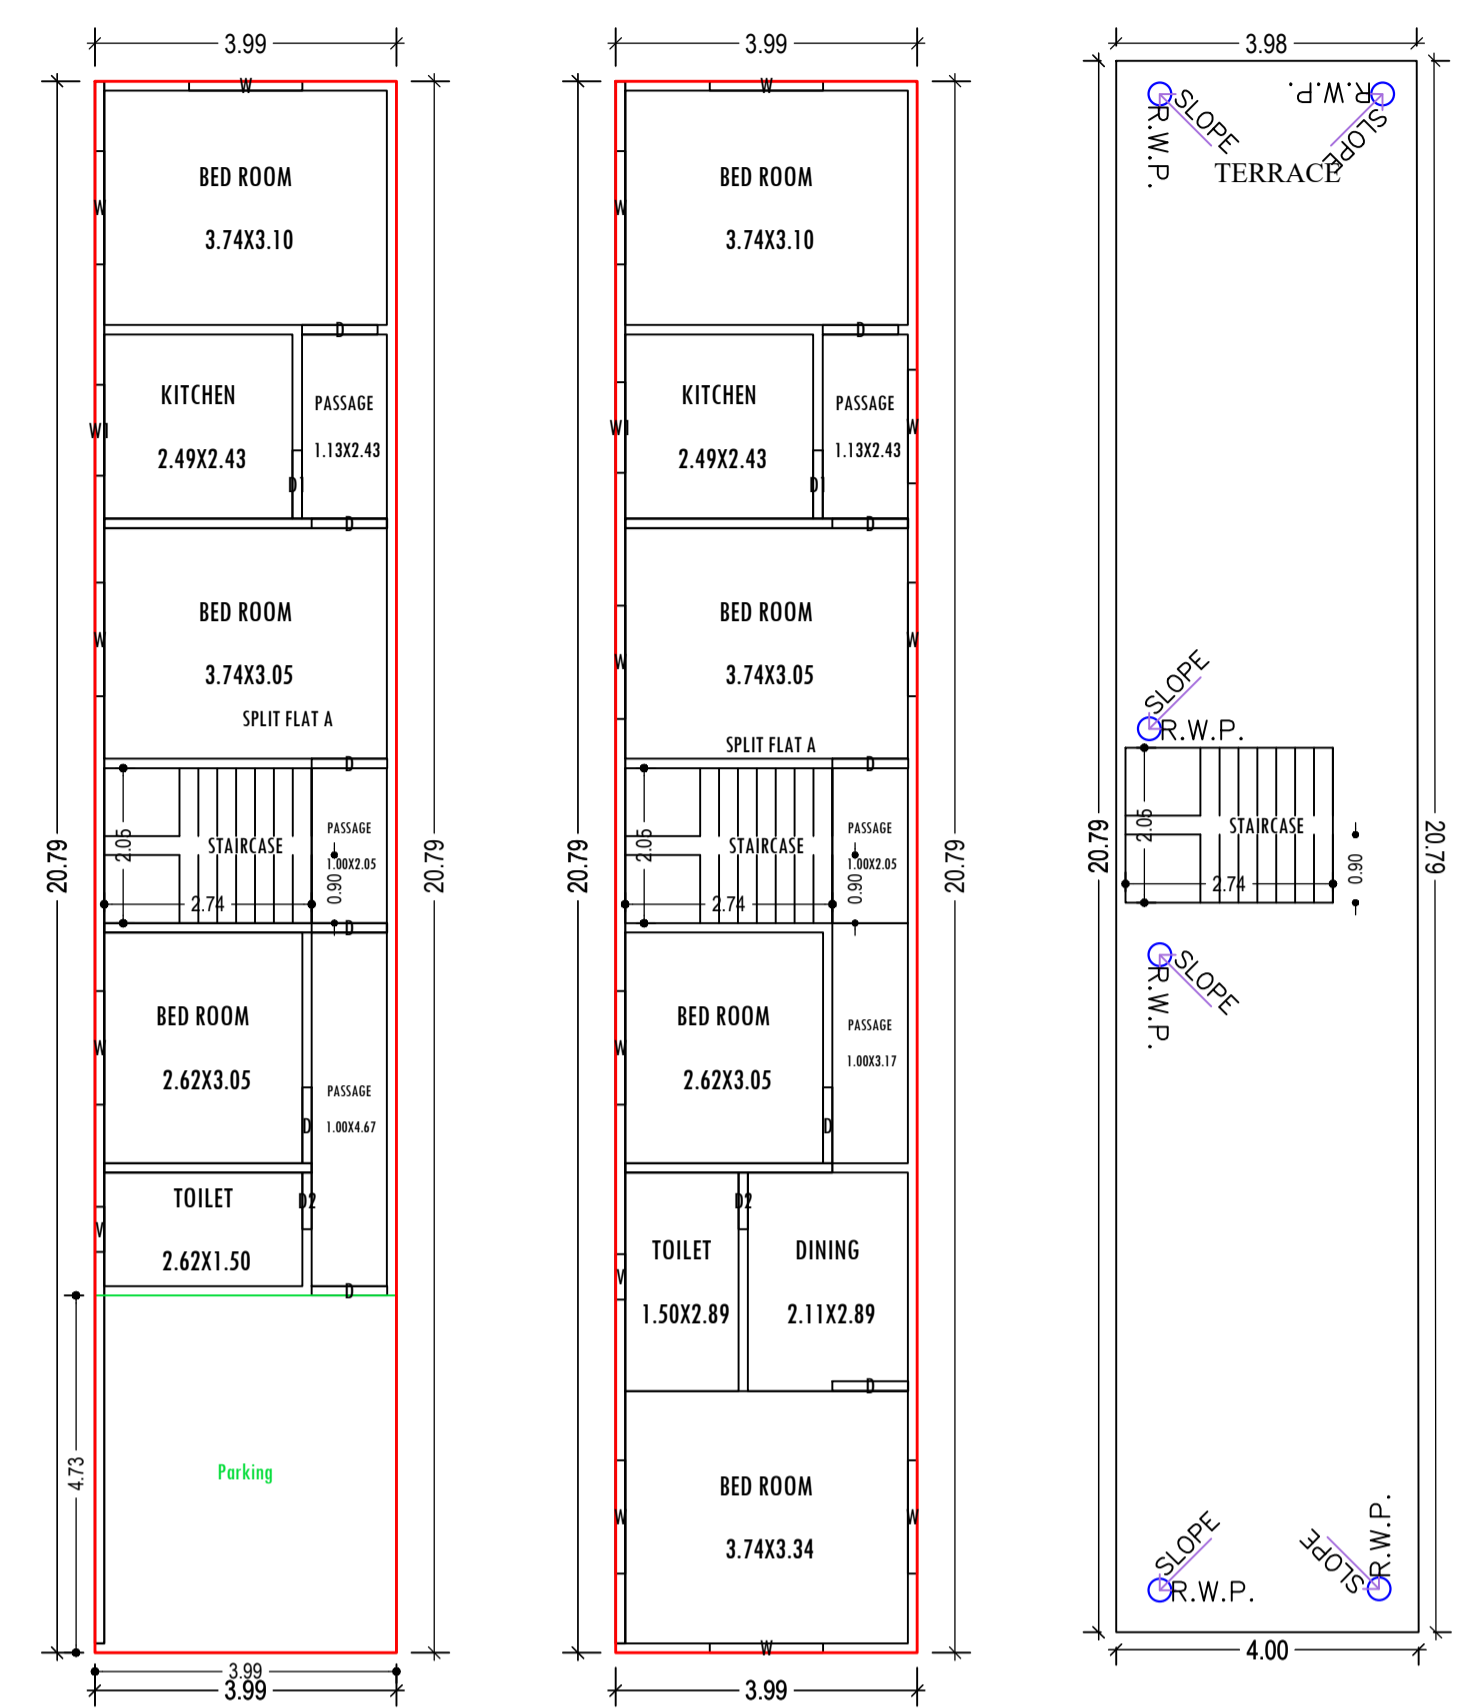 3.99
20.79
20.79
W
BED ROOM
3.74X3.10
W
D
KITCHEN
2.49X2.43
W1
PASSAGE
1.13X2.43
D1
D
BED ROOM
3.74X3.05
W
SPLIT FLAT A
D
STAIRCASE
2.05
2.74
PASSAGE
1.00X2.05
0.90
D
BED ROOM
2.62X3.05
W
D
PASSAGE
1.00X4.67
TOILET
2.62X1.50
D2
V
D
4.73
Parking
3.99
3.99
3.99
20.79
20.79
W
BED ROOM
3.74X3.10
W
D
KITCHEN
2.49X2.43
W1
PASSAGE
1.13X2.43
W
D1
D
BED ROOM
3.74X3.05
W
W
SPLIT FLAT A
D
STAIRCASE
2.05
2.74
PASSAGE
1.00X2.05
0.90
BED ROOM
2.62X3.05
W
D
PASSAGE
1.00X3.17
TOILET
1.50X2.89
V
D2
DINING
2.11X2.89
D
BED ROOM
3.74X3.34
W
W
W
3.99
3.98
20.79
20.79
R.W.P.
SLOPE
R.W.P.
SLOPE
TERRACE
SLOPE
R.W.P.
STAIRCASE
2.05
2.74
0.90
SLOPE
R.W.P.
SLOPE
R.W.P.
SLOPE
R.W.P.
4.00